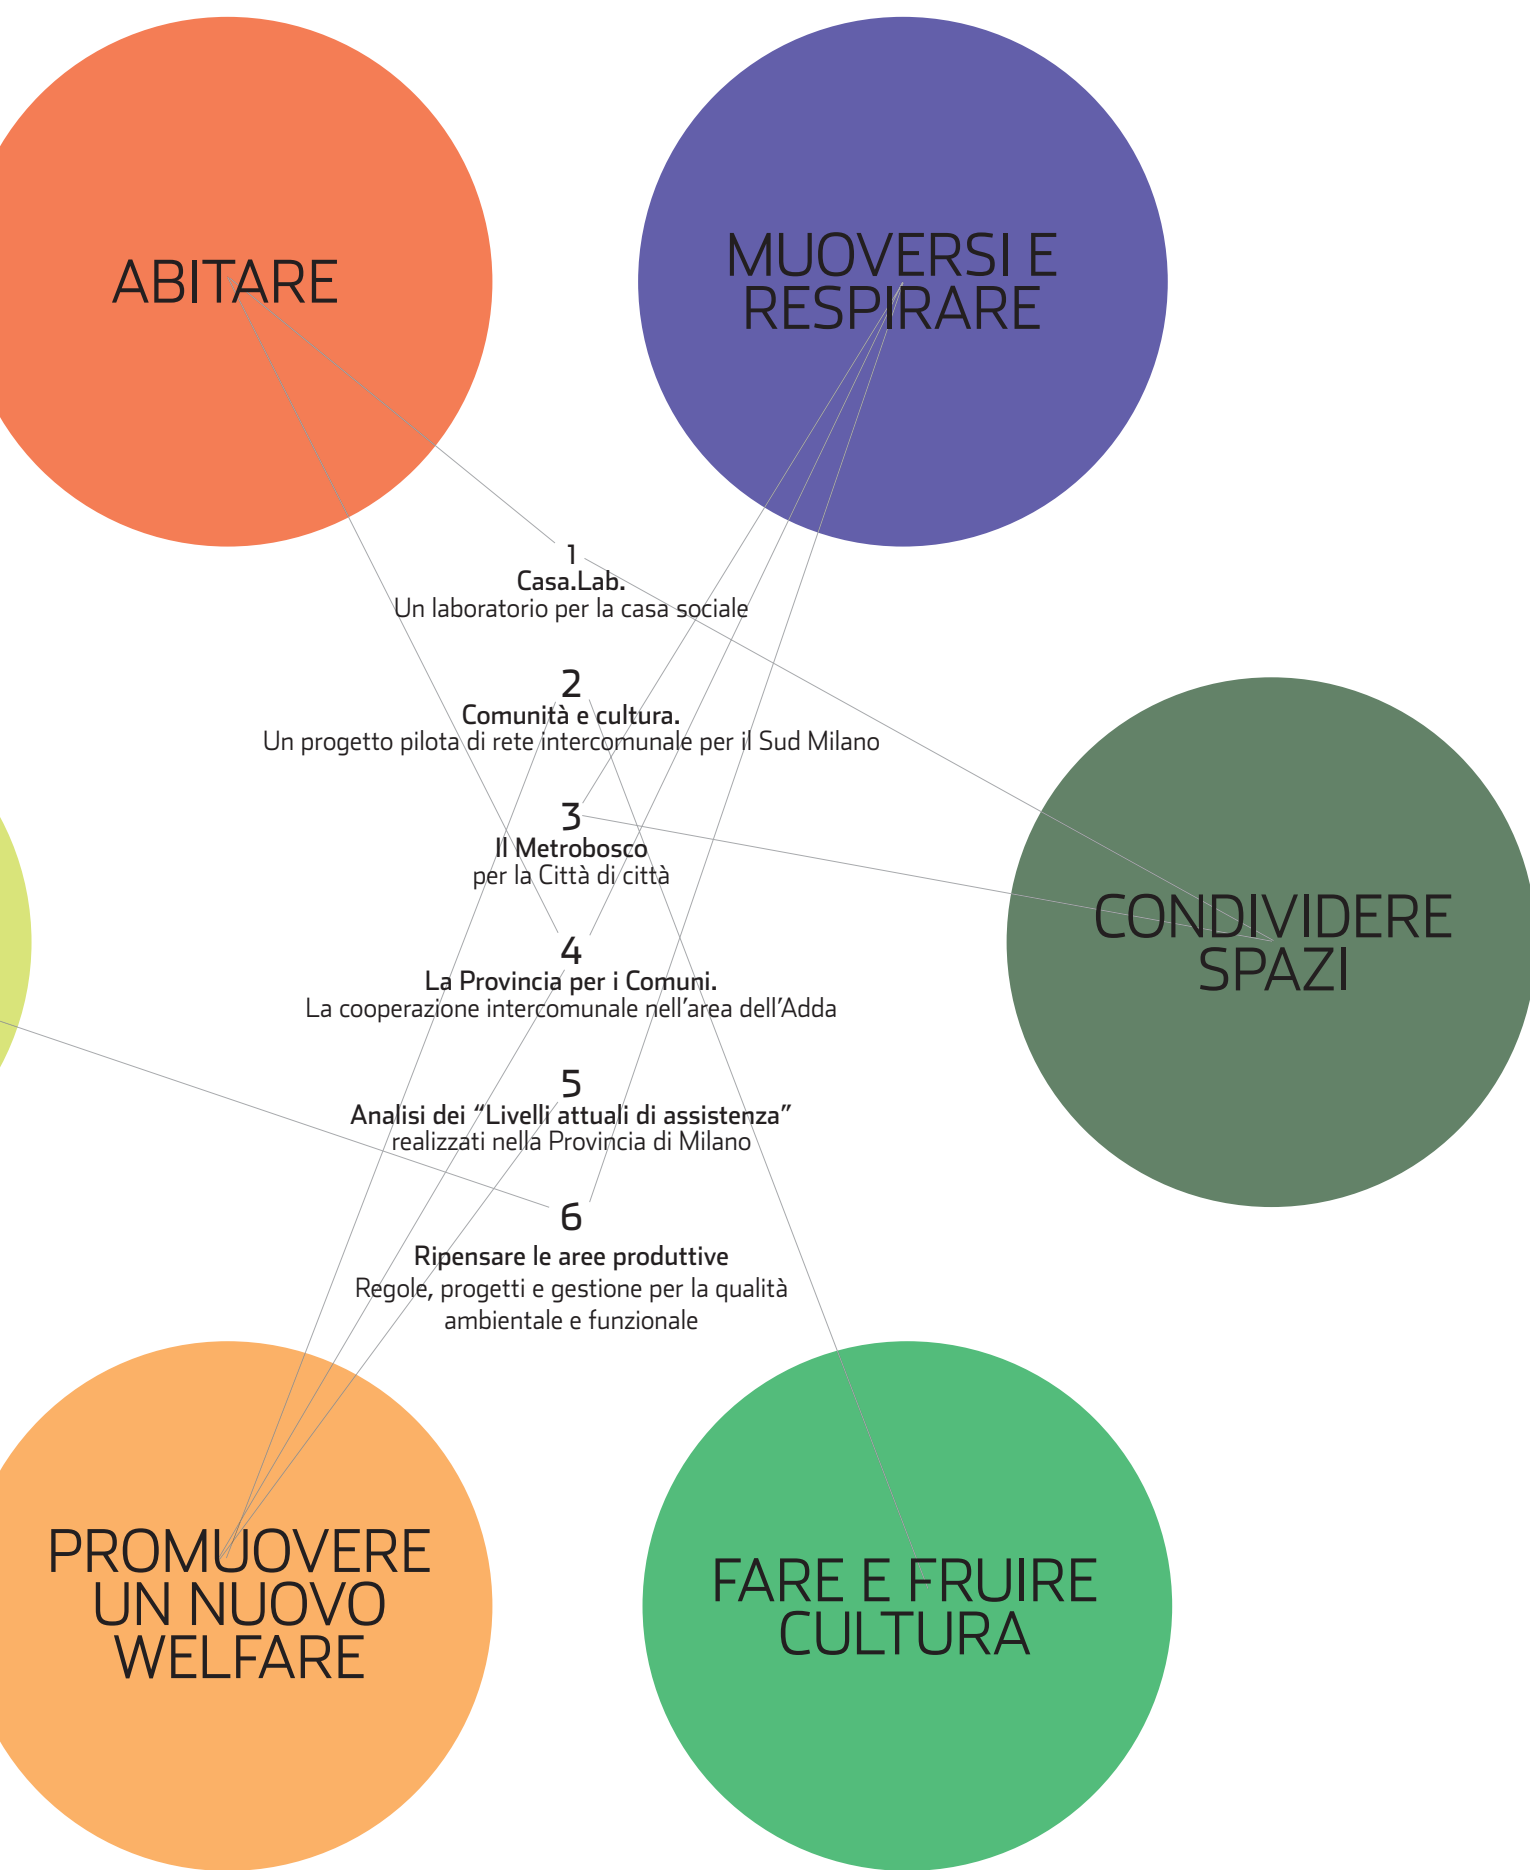 ABITARE
MUOVERSI E
RESPIRARE
1
Casa.Lab.
Un laboratorio per la casa sociale
2
Comunità e cultura.
Un progetto pilota di rete intercomunale per il Sud Milano
3
Il Metrobosco
per la Città di città
CONDIVIDERE
SPAZI
4
La Provincia per i Comuni.
La cooperazione intercomunale nell’area dell’Adda
5
Analisi dei “Livelli attuali di assistenza”
realizzati nella Provincia di Milano
6
Ripensare le aree produttive
Regole, progetti e gestione per la qualità
ambientale e funzionale
PROMUOVERE
UN NUOVO
WELFARE
FARE E FRUIRE
CULTURA